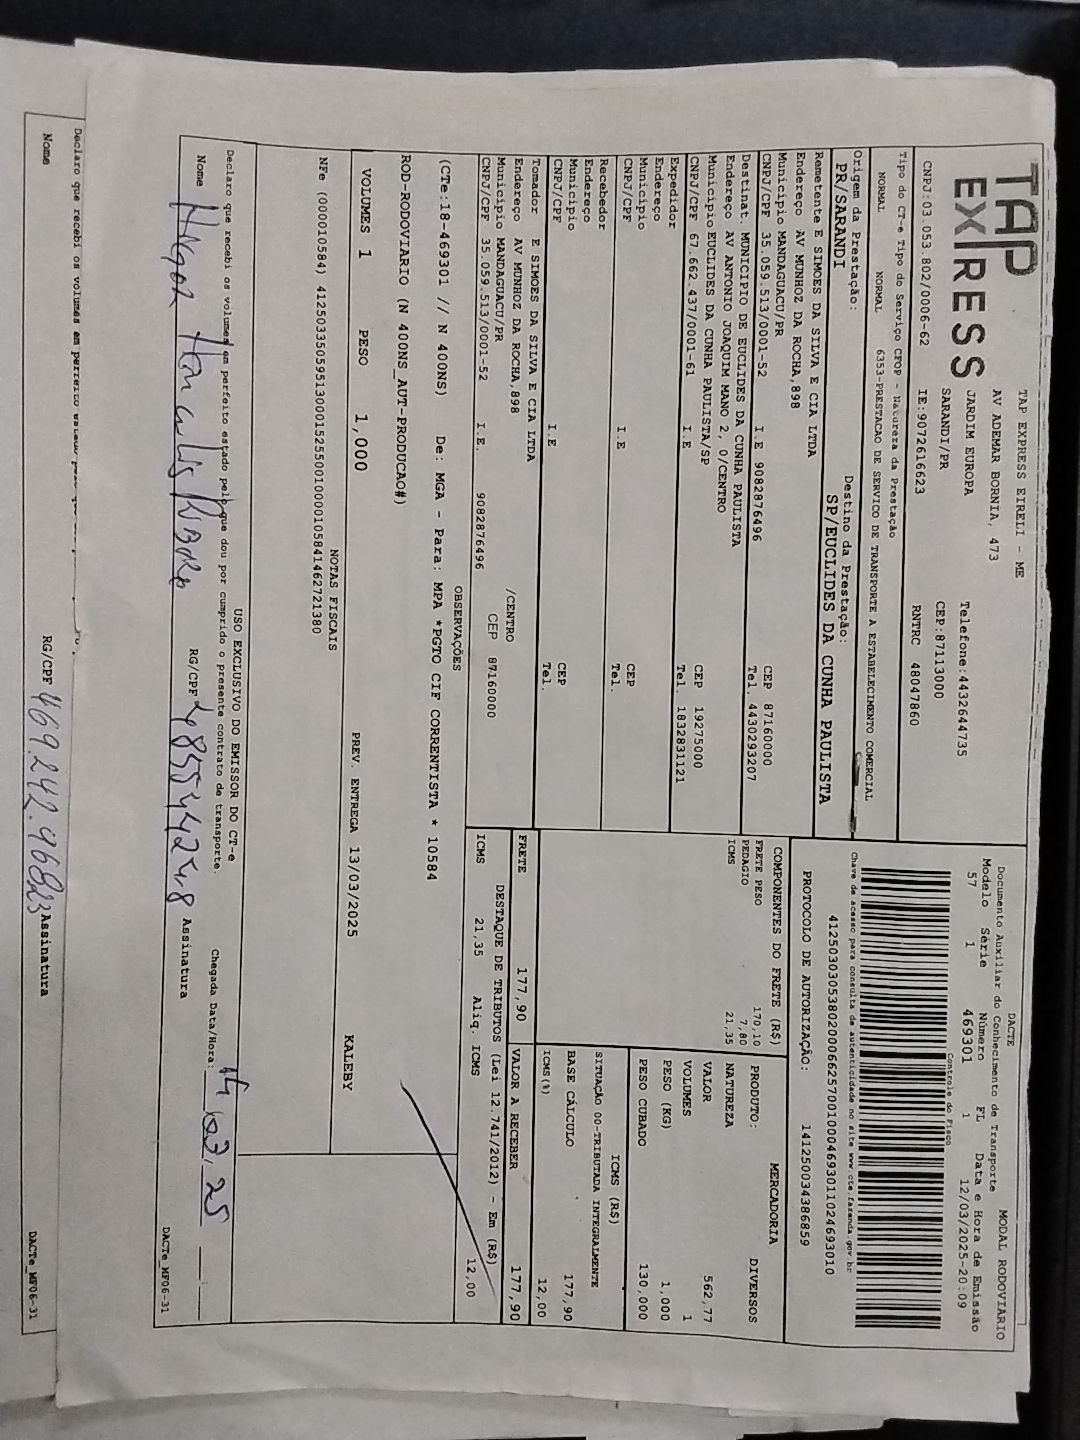 TAP
EXPRESS
TAP EXPRESS EIRELI - ME
AV ADEMAR BORNIA, 473
JARDIM EUROPA
SARANDI/PR
Telefone:4432644735
CEP:87113000
CNPJ:03.053.802/0006-62 IE:9072616623 RNTRC 48047860
DACTE
Documento Auxiliar do Conhecimento de Transporte MODAL RODOVIÁRIO
Modelo Série Número FL Data e Hora de Emissão
57 1 469301 1 12/03/2025-20:09
Controle do Fisco
Tipo do CT-e Tipo do Serviço CFOP - Natureza da Prestação
NORMAL NORMAL 6353-PRESTACAO DE SERVICO DE TRANSPORTE A ESTABELECIMENTO COMERCIAL
Chave de acesso para consulta de autenticidade no site www.cte.fazenda.gov.br
41250303053802000662570010004693011024693010
Origem da Prestação: Destino da Prestação:
PR/SARANDI SP/EUCLIDES DA CUNHA PAULISTA
PROTOCOLO DE AUTORIZAÇÃO: 141250034386859
Remetente E SIMOES DA SILVA E CIA LTDA
Endereço AV MUNHOZ DA ROCHA,898
Município MANDAGUACU/PR CEP 87160000
CNPJ/CPF 35.059.513/0001-52 I.E 9082876496 Tel. 4430293207
Destinat MUNICIPIO DE EUCLIDES DA CUNHA PAULISTA
Endereço AV ANTONIO JOAQUIM MANO 2, 0/CENTRO
Município EUCLIDES DA CUNHA PAULISTA/SP CEP 19275000
CNPJ/CPF 67.662.437/0001-61 I.E Tel. 1832831121
Expedidor
Endereço
Município CEP
CNPJ/CPF I.E Tel.
Recebedor
Endereço
Município CEP
CNPJ/CPF I.E Tel.
Tomador E SIMOES DA SILVA E CIA LTDA
Endereço AV MUNHOZ DA ROCHA,898 /CENTRO
Município MANDAGUACU/PR CEP 87160000
CNPJ/CPF 35.059.513/0001-52 I.E. 9082876496
COMPONENTES DO FRETE (R$)
FRETE PESO 170,10
PEDAGIO 7,80
ICMS 21,35
MERCADORIA
PRODUTO: DIVERSOS
NATUREZA
VALOR 562,77
VOLUMES 1
PESO (KG) 1,000
PESO CUBADO 130,000
ICMS (R$)
SITUAÇÃO 00-TRIBUTADA INTEGRALMENTE
BASE CÁLCULO 177,90
ICMS(%) 12,00
FRETE 177,90 VALOR A RECEBER 177,90
DESTAQUE DE TRIBUTOS (Lei 12.741/2012) - Em (R$)
ICMS 21,35 Aliq. ICMS 12,00
OBSERVAÇÕES
(CTe:18-469301 // N 400NS) De: MGA - Para: MPA *PGTO CIF CORRENTISTA * 10584
ROD-RODOVIARIO (N 400NS_AUT-PRODUCAO#)
VOLUMES 1 PESO 1,000 PREV. ENTREGA 13/03/2025 KALEBY
NOTAS FISCAIS
NFe (000010584) 41250335059513000152550010000105841462721380
USO EXCLUSIVO DO EMISSOR DO CT-e
Declaro que recebi os volumes em perfeito estado pelo que dou por cumprido o presente contrato de transporte. Chegada Data/Hora: 14,03,25
Nome RG/CPF Assinatura
DACTe_MF06-31
Declaro que recebi os volumes em perfeito estado
Nome RG/CPF 469.242.46823 Assinatura
DACTe_MF06-31